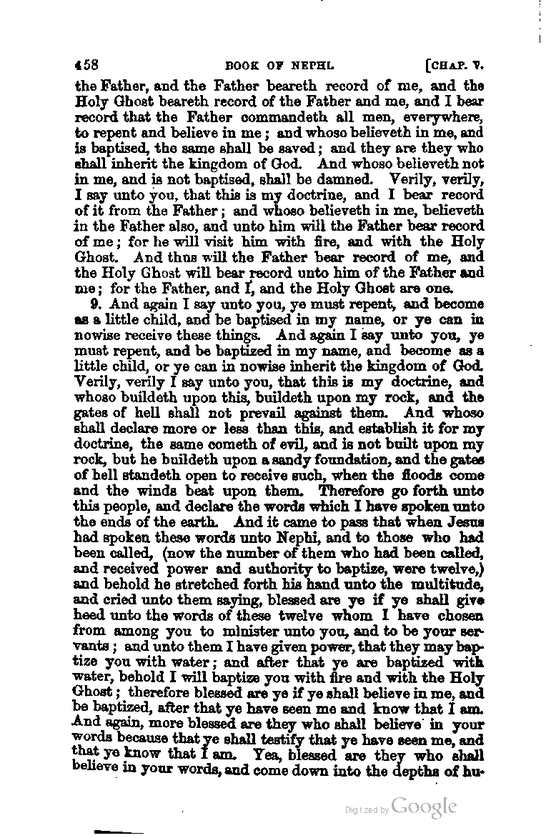 458 BOOK OF NEPHI. [CHAP. V.
the Father, and the Father beareth record of me, and the
Holy Ghost beareth record of the Father and me, and I bear
record that the Father commandeth all men, everywhere,
to repent and believe in me; and whoso believeth in me, and
is baptised, the same shall be saved; and they are they who
shall inherit the kingdom of God. And whoso believeth not
in me, and is not baptised, shall be damned. Verily, verily,
I say unto you, that this is my doctrine, and I bear record
of it from the Father; and whoso believeth in me, believeth
in the Father also, and unto him will the Father bear record
of me; for he will visit him with fire, and with the Holy
Ghost. And thus will the Father bear record of me, and
the Holy Ghost will bear record unto him of the Father and
me; for the Father, and I, and the Holy Ghost are one.
9. And again I say unto you, ye must repent, and become
as a little child, and be baptised in my name, or ye can in
nowise receive these things. And again I say unto you, ye
must repent, and be baptized in my name, and become as a
little child, or ye can in nowise inherit the kingdom of God.
Verily, verily I say unto you, that this is my doctrine, and
whoso buildeth upon this, buildeth upon my rock, and the
gates of hell shall not prevail against them. And whoso
shall declare more or less than this, and establish it for my
doctrine, the same cometh of evil, and is not built upon my
rock, but he buildeth upon a sandy foundation, and the gates
of hell standeth open to receive such, when the floods come
and the winds beat upon them. Therefore go forth unto
this people, and declare the words which I have spoken unto
the ends of the earth. And it came to pass that when Jesus
had spoken these words unto Nephi, and to those who had
been called, (now the number of them who had been called,
and received power and authority to baptize, were twelve,)
and behold he stretched forth his hand unto the multitude,
and cried unto them saying, blessed are ye if ye shall give
heed unto the words of these twelve whom I have chosen
from among you to minister unto you, and to be your ser-
vants; and unto them I have given power, that they may bap-
tize you with water; and after that ye are baptized with
water, behold I will baptize you with fire and with the Holy
Ghost; therefore blessed are ye if ye shall believe in me, and
be baptized, after that ye have seen me and know that I am.
And again, more blessed are they who shall believe in your
words because that ye shall testify that ye have seen me, and
that ye know that I am. Yea, blessed are they who shall
believe in your words, and come down into the depths of hu-
Digitized by Google